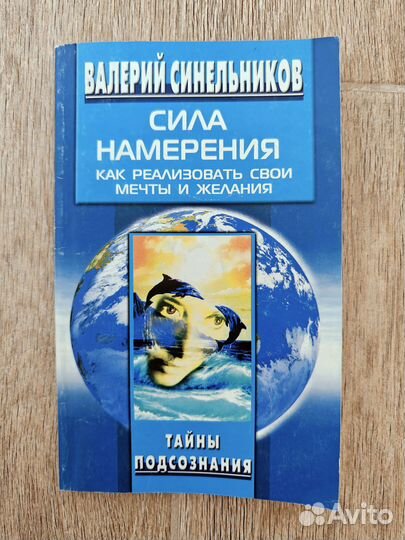 ВАЛЕРИЙ СИНЕЛЬНИКОВ
СИЛА
НАМЕРЕНИЯ
КАК РЕАЛИЗОВАТЬ СВОИ
МЕЧТЫ И ЖЕЛАНИЯ
ТАЙНЫ
ПОДСОЗНАНИЯ
Avito